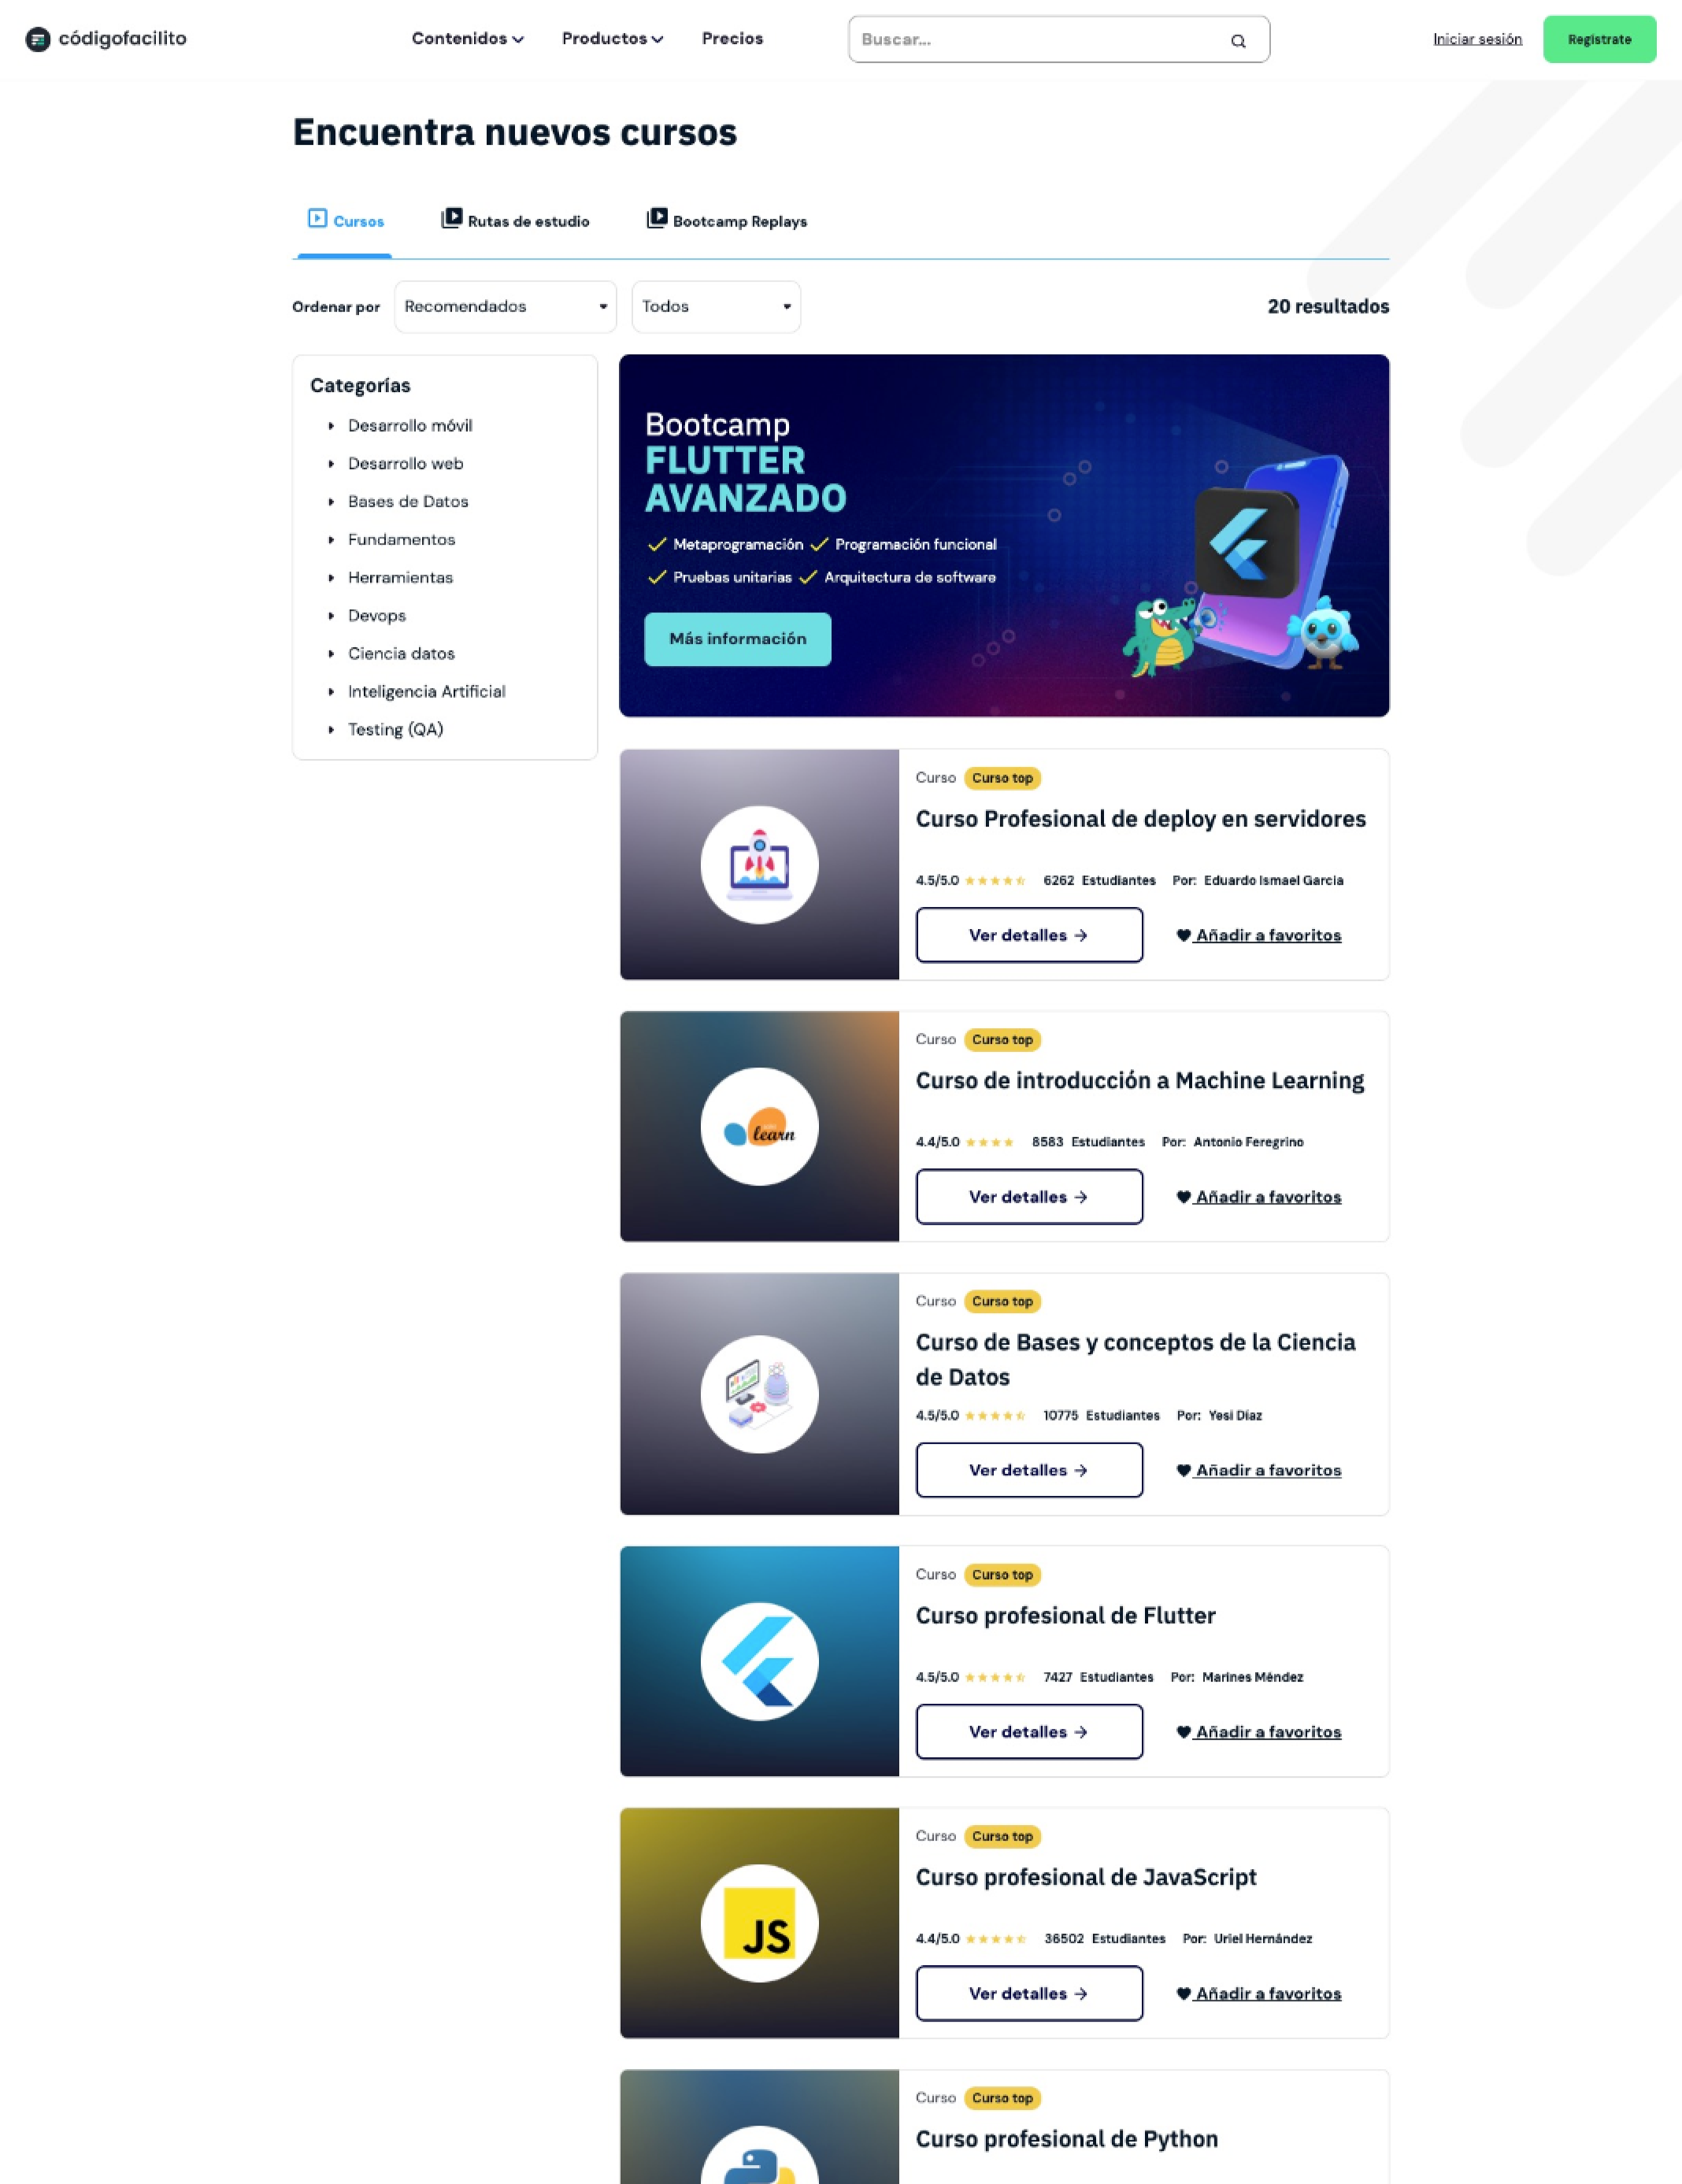 códigofacilito
Contenidos
Productos
Precios
Buscar...
Iniciar sesión
Regístrate
Encuentra nuevos cursos
Cursos
Rutas de estudio
Bootcamp Replays
Ordenar por
Recomendados
Todos
20 resultados
Categorías
Desarrollo móvil
Desarrollo web
Bases de Datos
Fundamentos
Herramientas
Devops
Ciencia datos
Inteligencia Artificial
Testing (QA)
Bootcamp
FLUTTER
AVANZADO
Metaprogramación Programación funcional
Pruebas unitarias Arquitectura de software
Más información
Curso Curso top
Curso Profesional de deploy en servidores
4.5/5.0 6262 Estudiantes Por: Eduardo Ismael Garcia
Ver detalles → Añadir a favoritos
learn
Curso Curso top
Curso de introducción a Machine Learning
4.4/5.0 8583 Estudiantes Por: Antonio Feregrino
Ver detalles → Añadir a favoritos
Curso Curso top
Curso de Bases y conceptos de la Ciencia
de Datos
4.5/5.0 10775 Estudiantes Por: Yesi Díaz
Ver detalles → Añadir a favoritos
Curso Curso top
Curso profesional de Flutter
4.5/5.0 7427 Estudiantes Por: Marines Méndez
Ver detalles → Añadir a favoritos
JS
Curso Curso top
Curso profesional de JavaScript
4.4/5.0 36502 Estudiantes Por: Uriel Hernández
Ver detalles → Añadir a favoritos
Curso Curso top
Curso profesional de Python